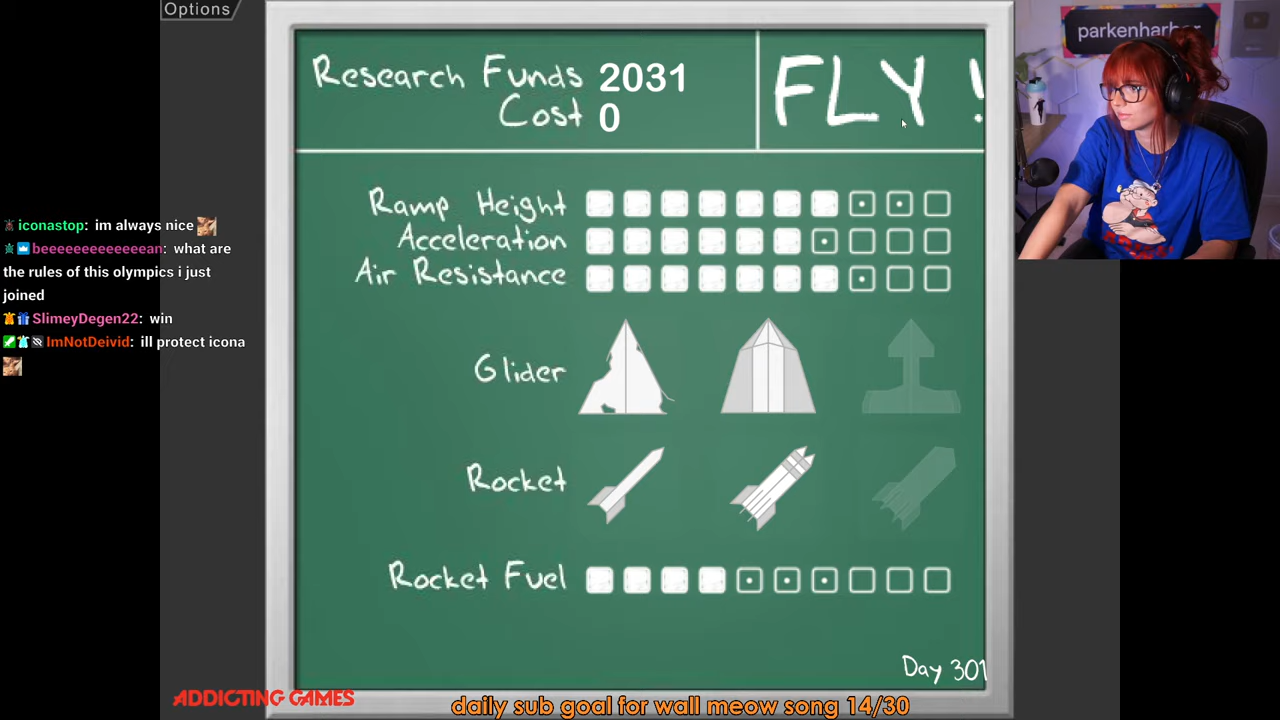 Options
Research Funds 2031
Cost 0
FLY !
parkenharbor
Ramp Height
Acceleration
Air Resistance
Glider
Rocket
Rocket Fuel
Day 301
iconastop: im always nice
beeeeeeeeeeeean: what are
the rules of this olympics i just
joined
SlimeyDegen22: win
ImNotDeivid: ill protect icona
ADDICTING GAMES
daily sub goal for wall meow song 14/30